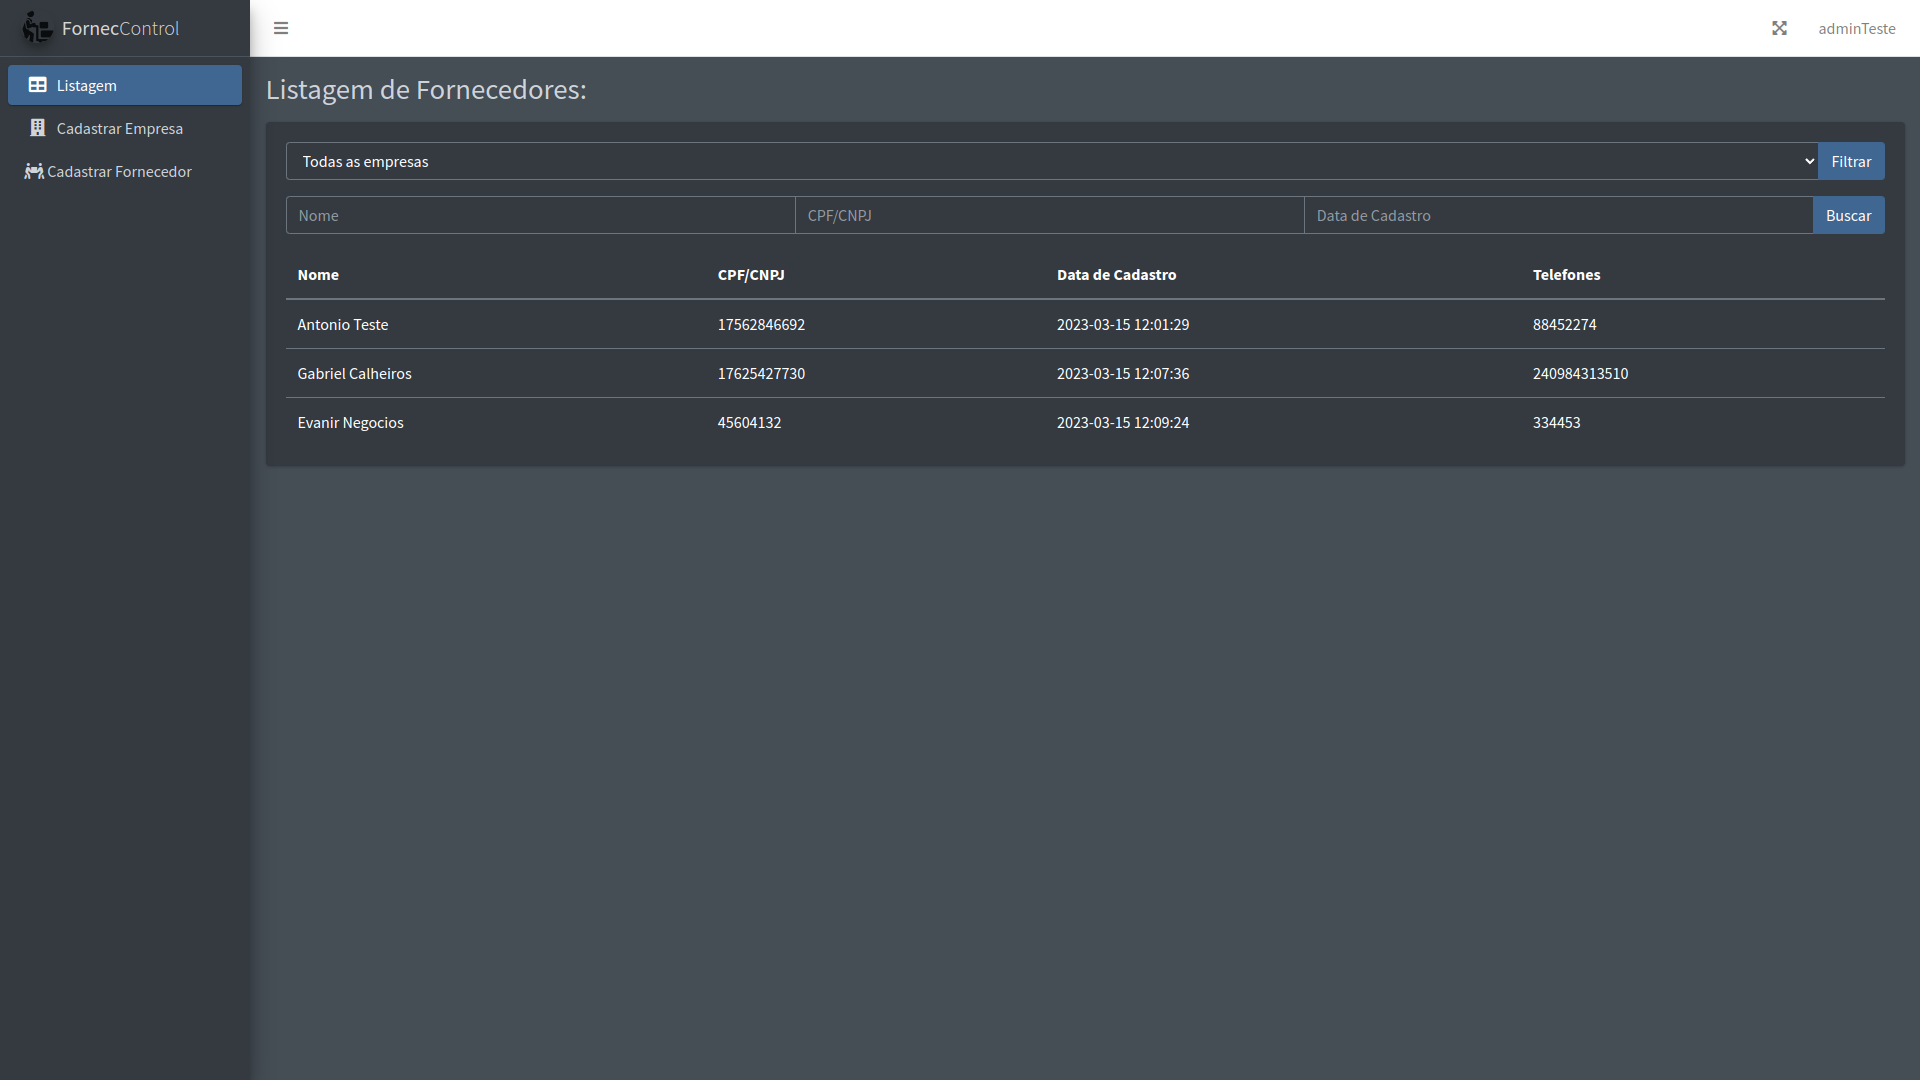 FornecControl
adminTeste
Listagem
Cadastrar Empresa
Cadastrar Fornecedor
Listagem de Fornecedores:
Todas as empresas Filtrar
Nome CPF/CNPJ Data de Cadastro Buscar
Nome CPF/CNPJ Data de Cadastro Telefones
Antonio Teste 17562846692 2023-03-15 12:01:29 88452274
Gabriel Calheiros 17625427730 2023-03-15 12:07:36 240984313510
Evanir Negocios 45604132 2023-03-15 12:09:24 334453